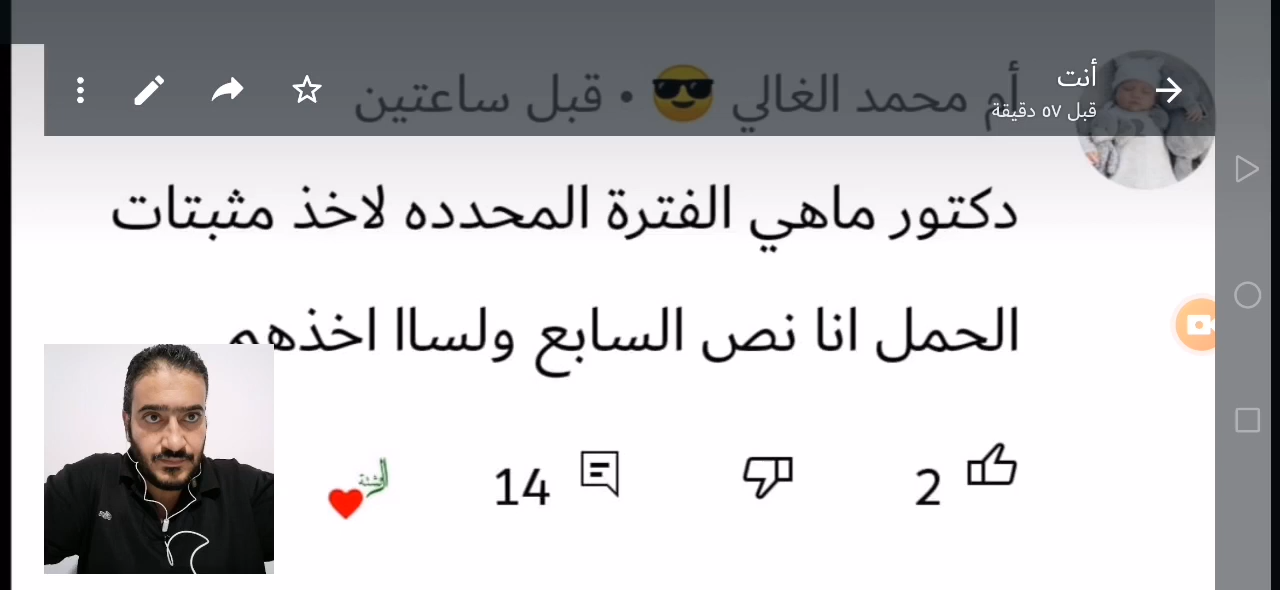 أنت
قبل ٥٧ دقيقة
أم محمد الغالي 😎 • قبل ساعتين
دكتور ماهي الفترة المحدده لاخذ مثبتات
الحمل انا نص السابع ولساا اخذهم
2
14